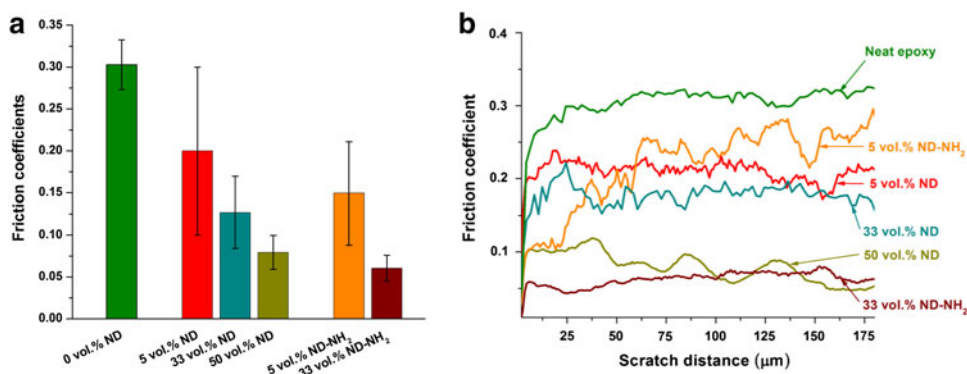 a
Friction coefficients
0.35
0.30
0.25
0.20
0.15
0.10
0.05
0.00
0 vol.% ND
5 vol.% ND
33 vol.% ND
50 vol.% ND
5 vol.% ND-NH₂
33 vol.% ND-NH₂
b
Friction coefficient
0.4
0.3
0.2
0.1
25
50
75
100
125
150
175
Scratch distance (μm)
Neat epoxy
5 vol.% ND-NH₂
5 vol.% ND
33 vol.% ND
50 vol.% ND
33 vol.% ND-NH₂